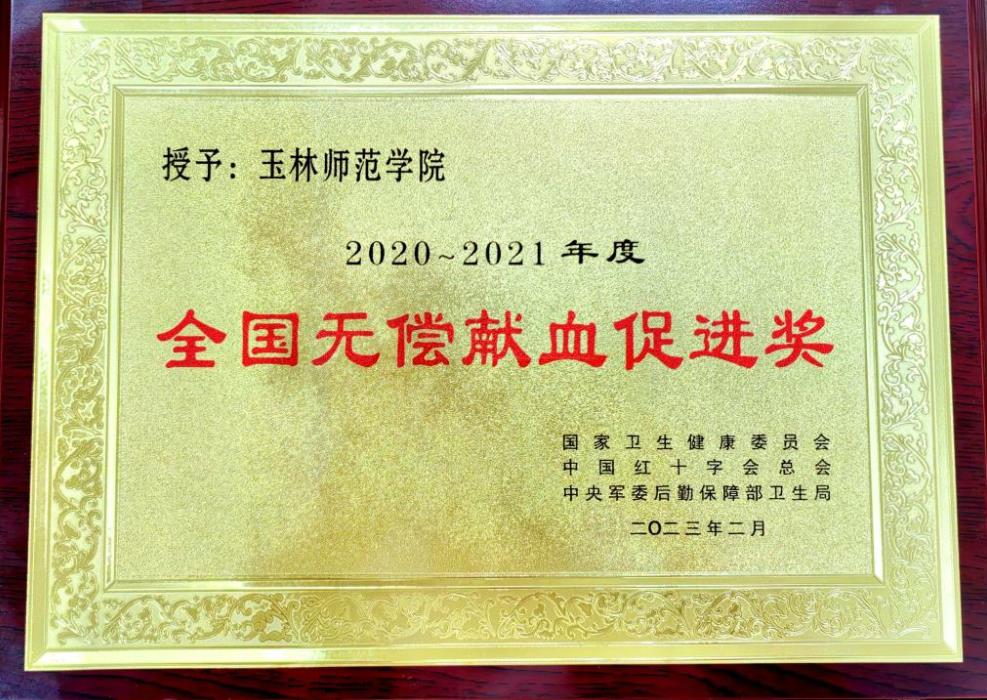 授予：玉林师范学院
2020~2021年度
全国无偿献血促进奖
国家卫生健康委员会
中国红十字会总会
中央军委后勤保障部卫生局
二〇二三年二月